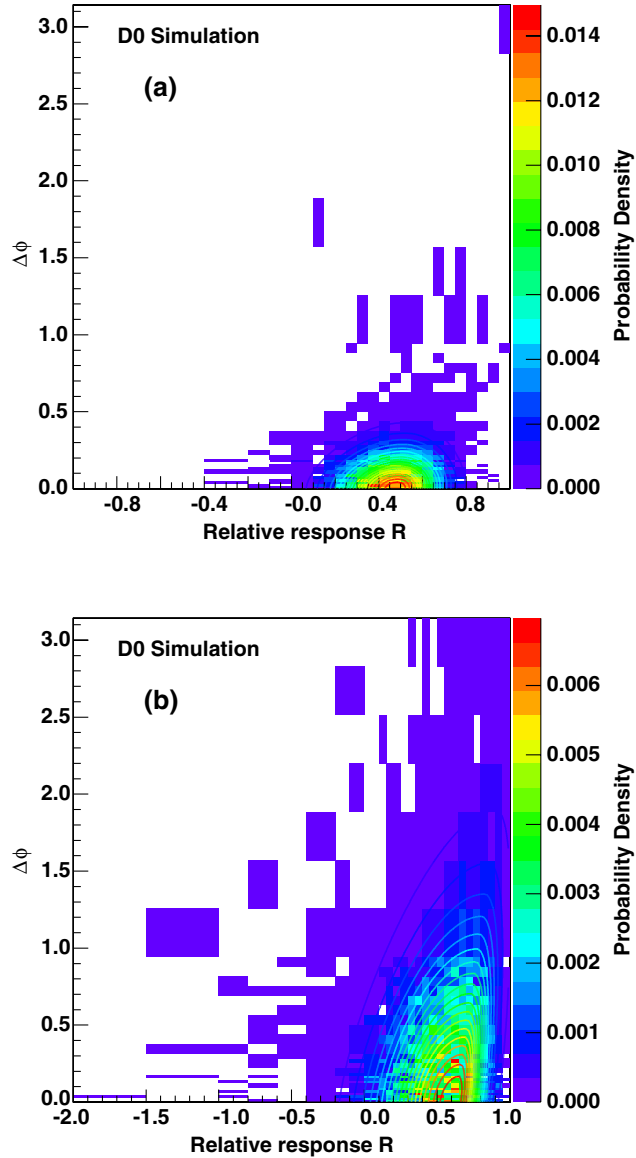 D0 Simulation
(a)
3.0
2.5
2.0
1.5
1.0
0.5
0.0
Δϕ
-0.8 -0.4 -0.0 0.4 0.8
Relative response R
0.014
0.012
0.010
0.008
0.006
0.004
0.002
0.000
Probability Density
D0 Simulation
(b)
3.0
2.5
2.0
1.5
1.0
0.5
0.0
Δϕ
-2.0 -1.5 -1.0 -0.5 0.0 0.5 1.0
Relative response R
0.006
0.005
0.004
0.003
0.002
0.001
0.000
Probability Density